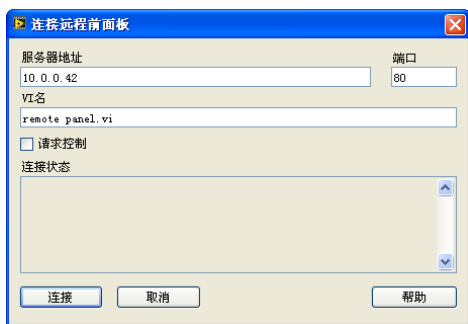 连接远程前面板
服务器地址 端口
10.0.0.42 80
VI名
remote panel.vi
请求控制
连接状态
连接 取消 帮助